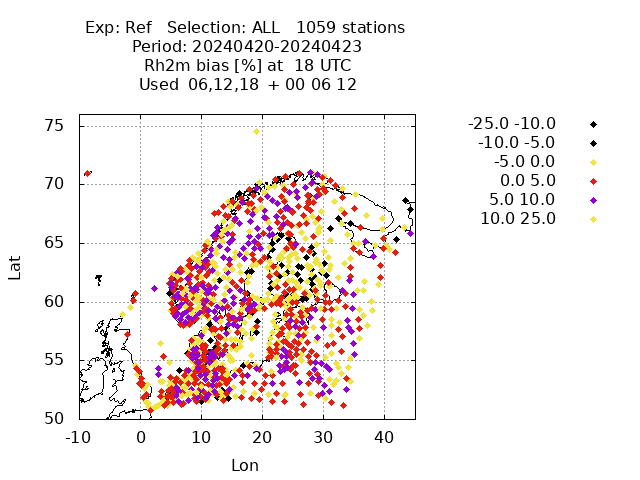 Exp: Ref   Selection: ALL   1059 stations
Period: 20240420-20240423
Rh2m bias [%] at  18 UTC
Used  06,12,18  + 00 06 12
-25.0 -10.0
-10.0 -5.0
-5.0 0.0
0.0 5.0
5.0 10.0
10.0 25.0
75
70
65
60
55
50
Lat
-10 0 10 20 30 40
Lon